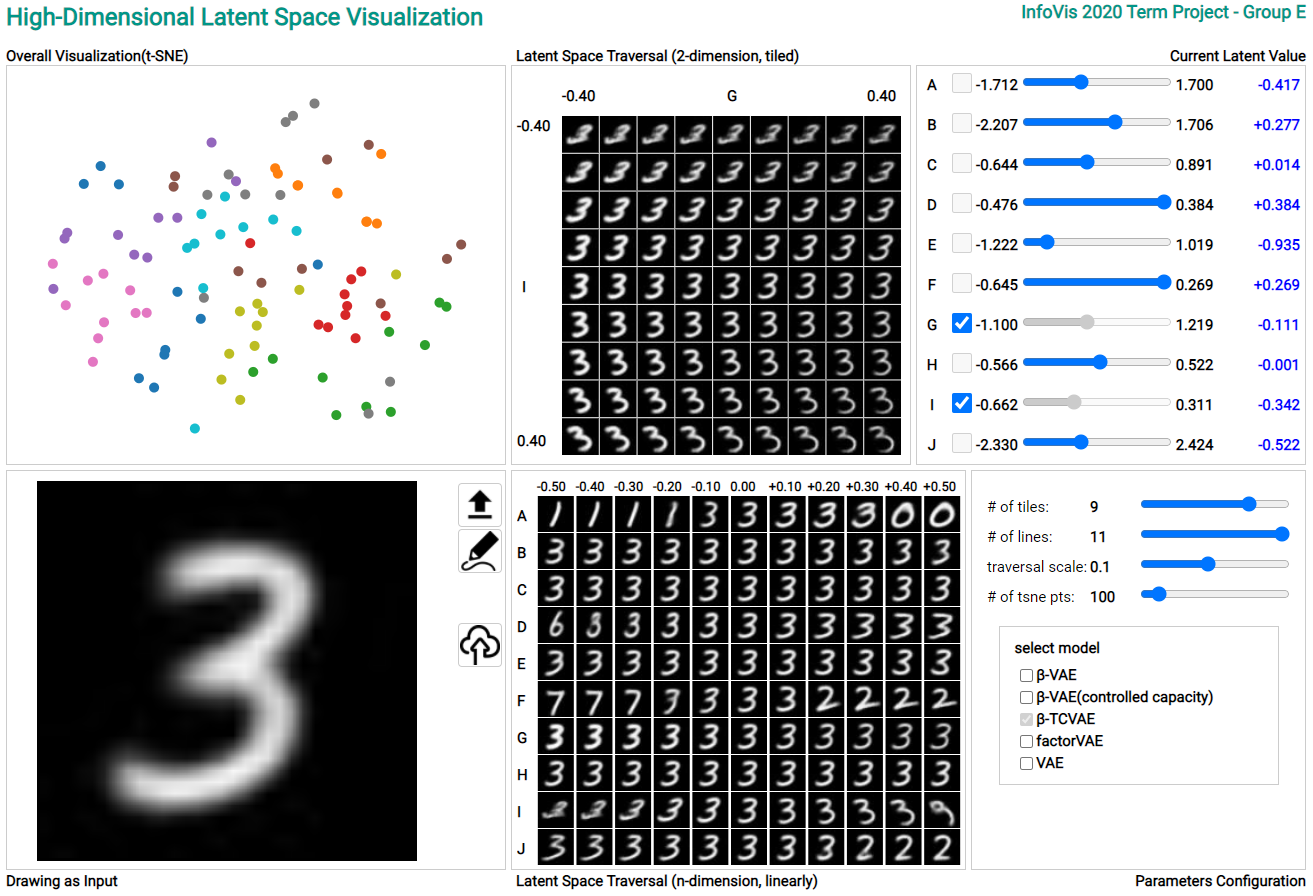 High-Dimensional Latent Space Visualization
InfoVis 2020 Term Project - Group E
Overall Visualization(t-SNE)
Latent Space Traversal (2-dimension, tiled)
-0.40 G 0.40
-0.40
I
0.40
Current Latent Value
A -1.712 1.700 -0.417
B -2.207 1.706 +0.277
C -0.644 0.891 +0.014
D -0.476 0.384 +0.384
E -1.222 1.019 -0.935
F -0.645 0.269 +0.269
G -1.100 1.219 -0.111
H -0.566 0.522 -0.001
I -0.662 0.311 -0.342
J -2.330 2.424 -0.522
3
Drawing as Input
-0.50 -0.40 -0.30 -0.20 -0.10 0.00 +0.10 +0.20 +0.30 +0.40 +0.50
A
B
C
D
E
F
G
H
I
J
Latent Space Traversal (n-dimension, linearly)
# of tiles: 9
# of lines: 11
traversal scale: 0.1
# of tsne pts: 100
select model
β-VAE
β-VAE(controlled capacity)
β-TCVAE
factorVAE
VAE
Parameters Configuration